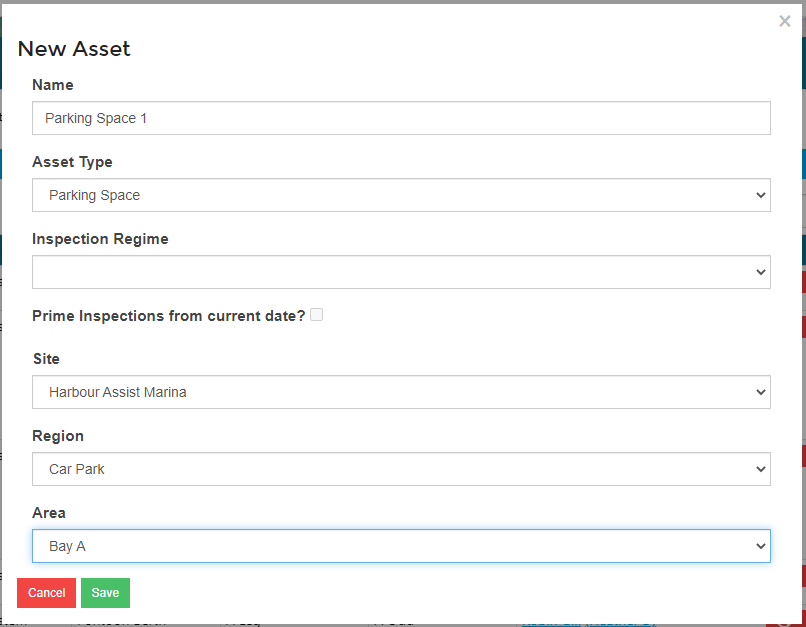 ×
New Asset
Name
Parking Space 1
Asset Type
Parking Space
Inspection Regime
Prime Inspections from current date?
Site
Harbour Assist Marina
Region
Car Park
Area
Bay A
Cancel Save